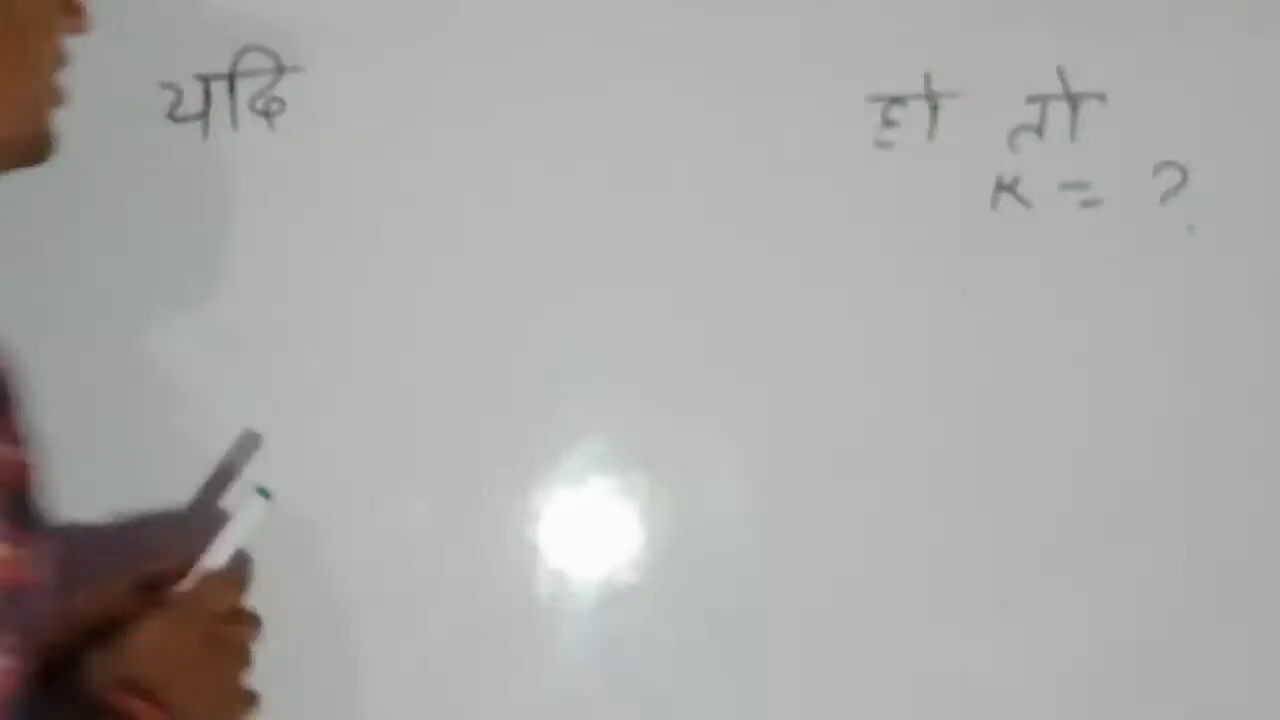 यदि हो तो
K = ?